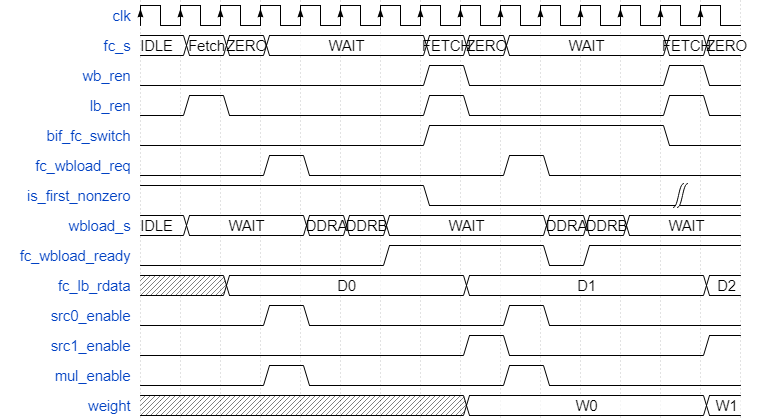 clk
fc_s IDLE Fetch ZERO WAIT FETCH ZERO WAIT FETCH ZERO
wb_ren
lb_ren
bif_fc_switch
fc_wbload_req
is_first_nonzero
wbload_s IDLE WAIT DDRA DDRB WAIT DDRA DDRB WAIT
fc_wbload_ready
fc_lb_rdata D0 D1 D2
src0_enable
src1_enable
mul_enable
weight W0 W1